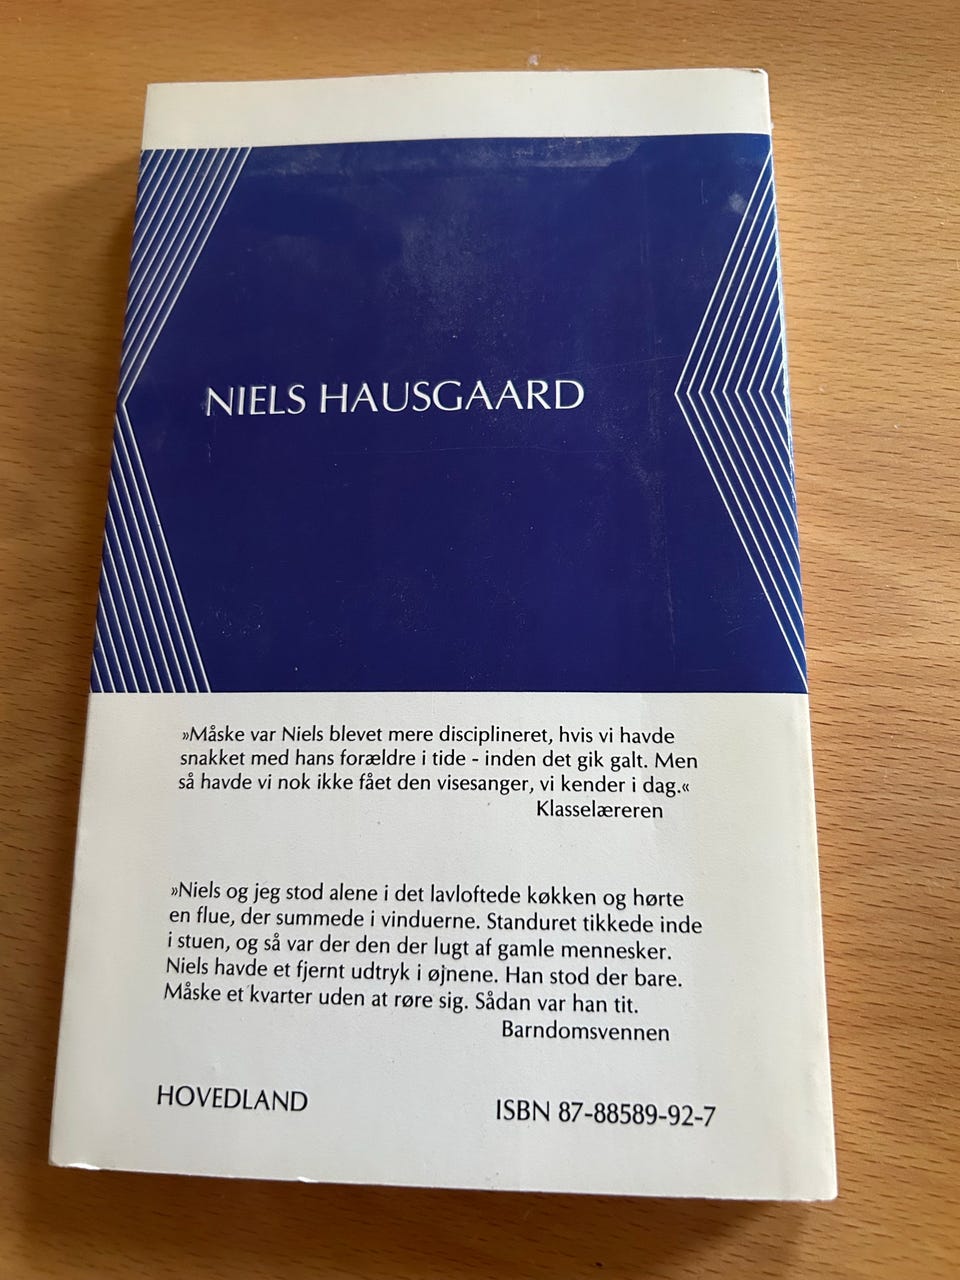 NIELS HAUSGAARD
»Måske var Niels blevet mere disciplineret, hvis vi havde
snakket med hans forældre i tide - inden det gik galt. Men
så havde vi nok ikke fået den visesanger, vi kender i dag.«
Klasselæreren
»Niels og jeg stod alene i det lavloftede køkken og hørte
en flue, der summede i vinduerne. Standuret tikkede inde
i stuen, og så var der den der lugt af gamle mennesker.
Niels havde et fjernt udtryk i øjnene. Han stod der bare.
Måske et kvarter uden at røre sig. Sådan var han tit.
Barndomsvennen
HOVEDLAND
ISBN 87-88589-92-7